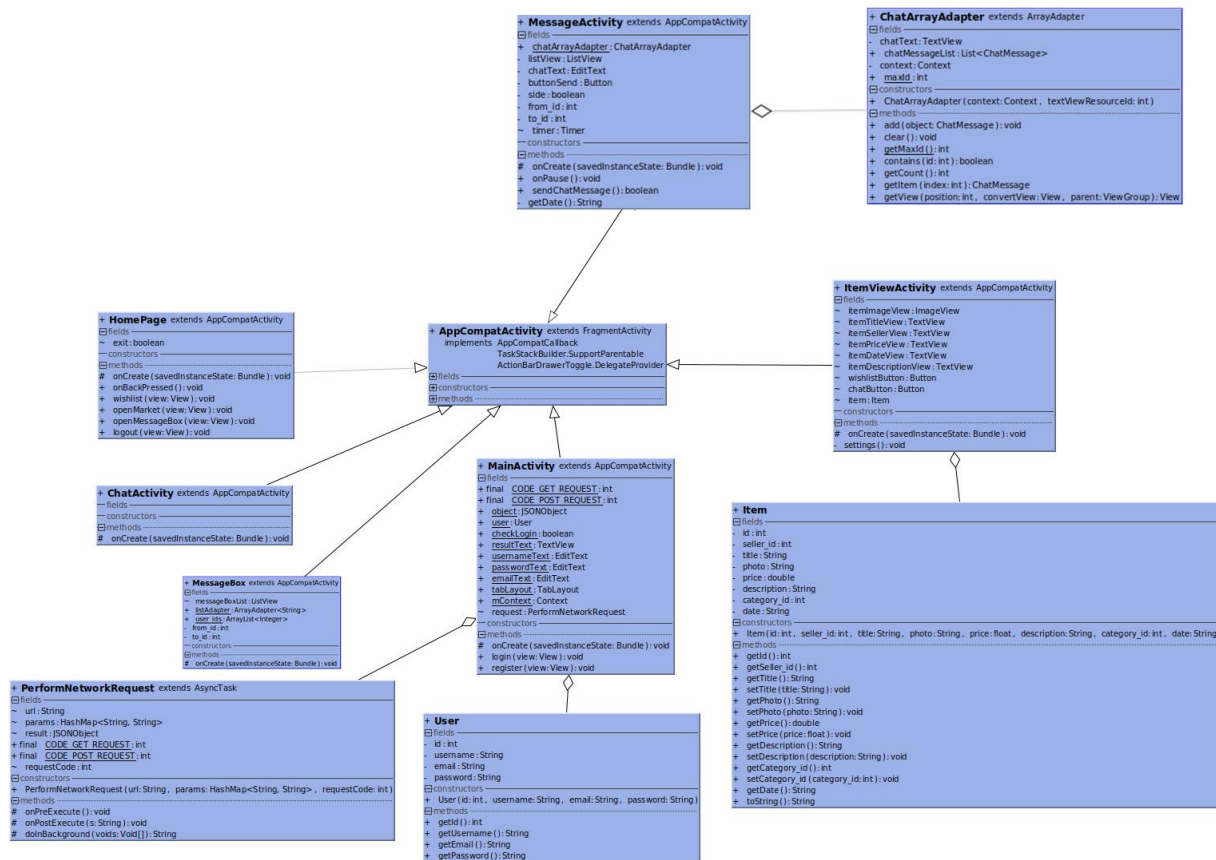 + MessageActivity extends AppCompatActivity
fields
+ chatArrayAdapter : ChatArrayAdapter
- listView : ListView
- chatText : EditText
- buttonSend : Button
- side : boolean
- from_id : int
- to_id : int
~ timer : Timer
constructors
methods
# onCreate (savedInstanceState: Bundle) : void
+ onPause () : void
+ sendChatMessage () : boolean
- getDate () : String
+ ChatArrayAdapter extends ArrayAdapter
fields
- chatText : TextView
+ chatMessageList : List<ChatMessage>
- context : Context
+ maxId : int
constructors
+ ChatArrayAdapter (context: Context, textViewResourceId: int)
methods
+ add (object: ChatMessage) : void
+ clear () : void
+ getMaxId () : int
+ contains (id: int) : boolean
+ getCount () : int
+ getItem (index: int) : ChatMessage
+ getView (position: int, convertView: View, parent: ViewGroup) : View
+ HomePage extends AppCompatActivity
fields
~ exit : boolean
constructors
methods
# onCreate (savedInstanceState: Bundle) : void
+ onBackPressed () : void
+ wishlist (view: View) : void
+ openMarket (view: View) : void
+ openMessageBox (view: View) : void
+ logout (view: View) : void
+ AppCompatActivity extends FragmentActivity
implements AppCompatCallback
TaskStackBuilder.SupportParentable
ActionBarDrawerToggle.DelegateProvider
fields
constructors
methods
+ ItemViewActivity extends AppCompatActivity
fields
~ itemImageView : ImageView
~ itemTitleView : TextView
~ itemSellerView : TextView
~ itemPriceView : TextView
~ itemDateView : TextView
~ itemDescriptionView : TextView
~ wishlistButton : Button
~ chatButton : Button
~ item : Item
constructors
methods
# onCreate (savedInstanceState: Bundle) : void
- settings () : void
+ ChatActivity extends AppCompatActivity
fields
constructors
methods
# onCreate (savedInstanceState: Bundle) : void
+ MessageBox extends AppCompatActivity
fields
~ messageBoxList : ListView
+ listAdapter : ArrayAdapter<String>
+ user_ids : ArrayList<Integer>
- from_id : int
- to_id : int
constructors
methods
# onCreate (savedInstanceState: Bundle) : void
+ MainActivity extends AppCompatActivity
fields
+ final CODE_GET_REQUEST : int
+ final CODE_POST_REQUEST : int
+ object : JSONObject
+ user : User
+ checkLogin : boolean
+ resultText : TextView
+ usernameText : EditText
+ passwordText : EditText
+ emailText : EditText
+ tabLayout : TabLayout
+ mContext : Context
~ request : PerformNetworkRequest
constructors
methods
# onCreate (savedInstanceState: Bundle) : void
+ login (view: View) : void
+ register (view: View) : void
+ Item
fields
- id : int
- seller_id : int
- title : String
- photo : String
- price : double
- description : String
- category_id : int
- date : String
constructors
+ Item (id: int, seller_id: int, title: String, photo: String, price: float, description: String, category_id: int, date: String)
methods
+ getId () : int
+ getSeller_id () : int
+ getTitle () : String
+ setTitle (title: String) : void
+ getPhoto () : String
+ setPhoto (photo: String) : void
+ getPrice () : double
+ setPrice (price: float) : void
+ getDescription () : String
+ setDescription (description: String) : void
+ getCategory_id () : int
+ setCategory_id (category_id: int) : void
+ getDate () : String
+ toString () : String
+ PerformNetworkRequest extends AsyncTask
fields
~ url : String
~ params : HashMap<String, String>
~ result : JSONObject
+ final CODE_GET_REQUEST : int
+ final CODE_POST_REQUEST : int
~ requestCode : int
constructors
+ PerformNetworkRequest (url: String, params: HashMap<String, String>, requestCode: int)
methods
# onPreExecute () : void
# onPostExecute (s: String) : void
# doInBackground (voids: Void[]) : String
+ User
fields
- id : int
- username : String
- email : String
- password : String
constructors
+ User (id: int, username: String, email: String, password: String)
methods
+ getId () : int
+ getUsername () : String
+ getEmail () : String
+ getPassword () : String